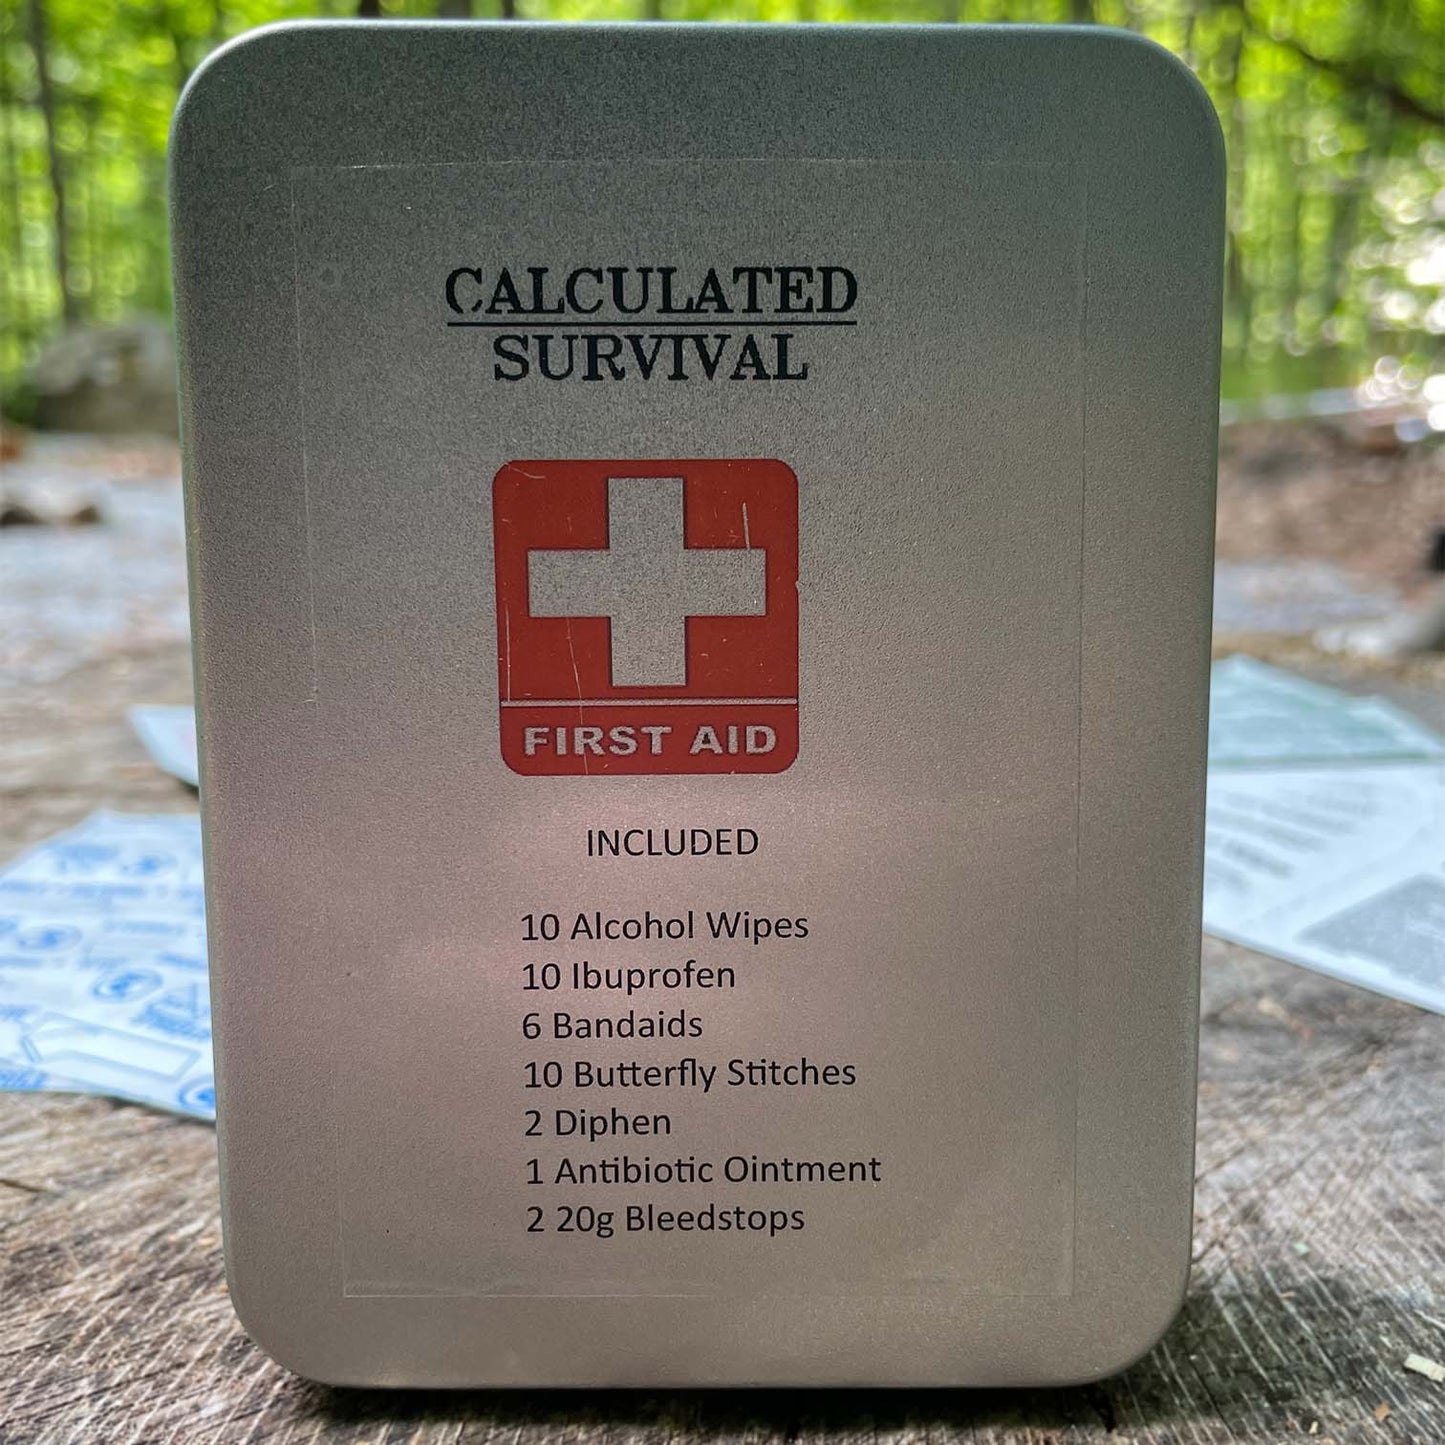 CALCULATED
SURVIVAL
FIRST AID
INCLUDED
10 Alcohol Wipes
10 Ibuprofen
6 Bandaids
10 Butterfly Stitches
2 Diphen
1 Antibiotic Ointment
2 20g Bleedstops